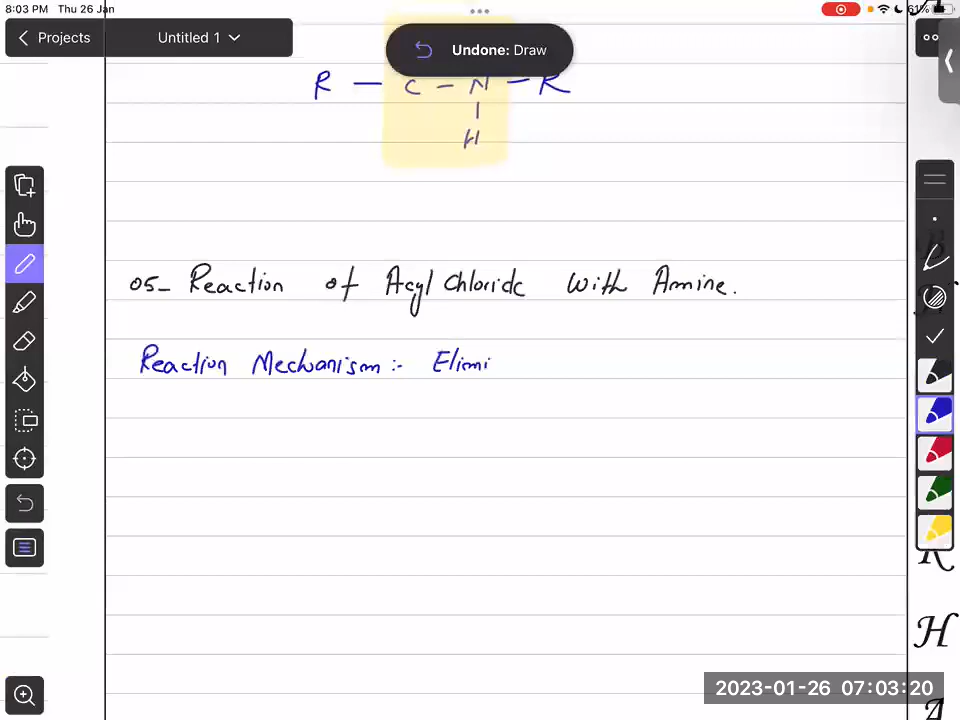 8:03 PM Thu 26 Jan
61%
Projects
Untitled 1
Undone: Draw
R — C – N – R
H
05_ Reaction of Acyl Chloride With Amine.
Reaction Mechanism :- Elimi
R
H
2023-01-26 07:03:20